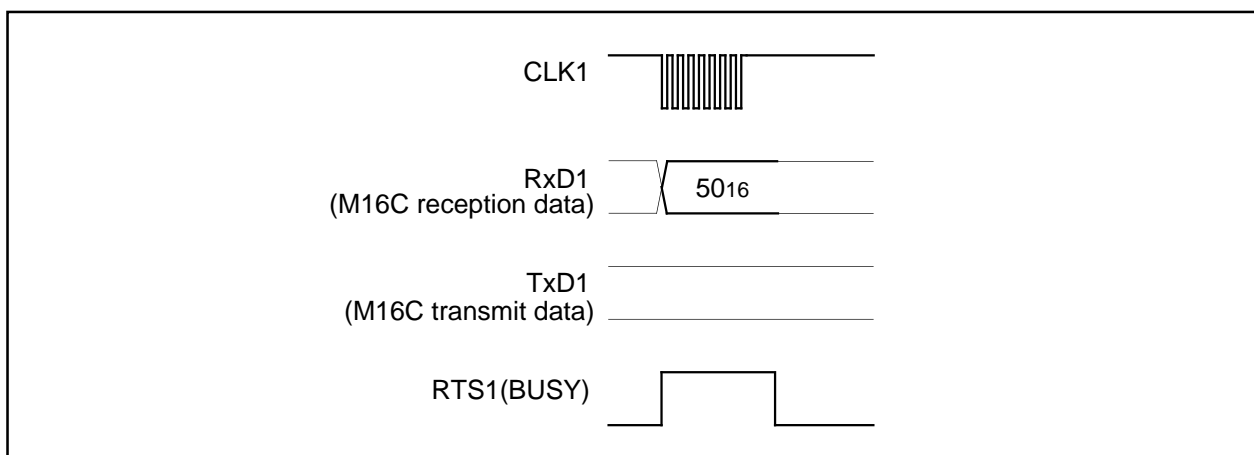 CLK1
RxD1
(M16C reception data)
5016
TxD1
(M16C transmit data)
RTS1(BUSY)